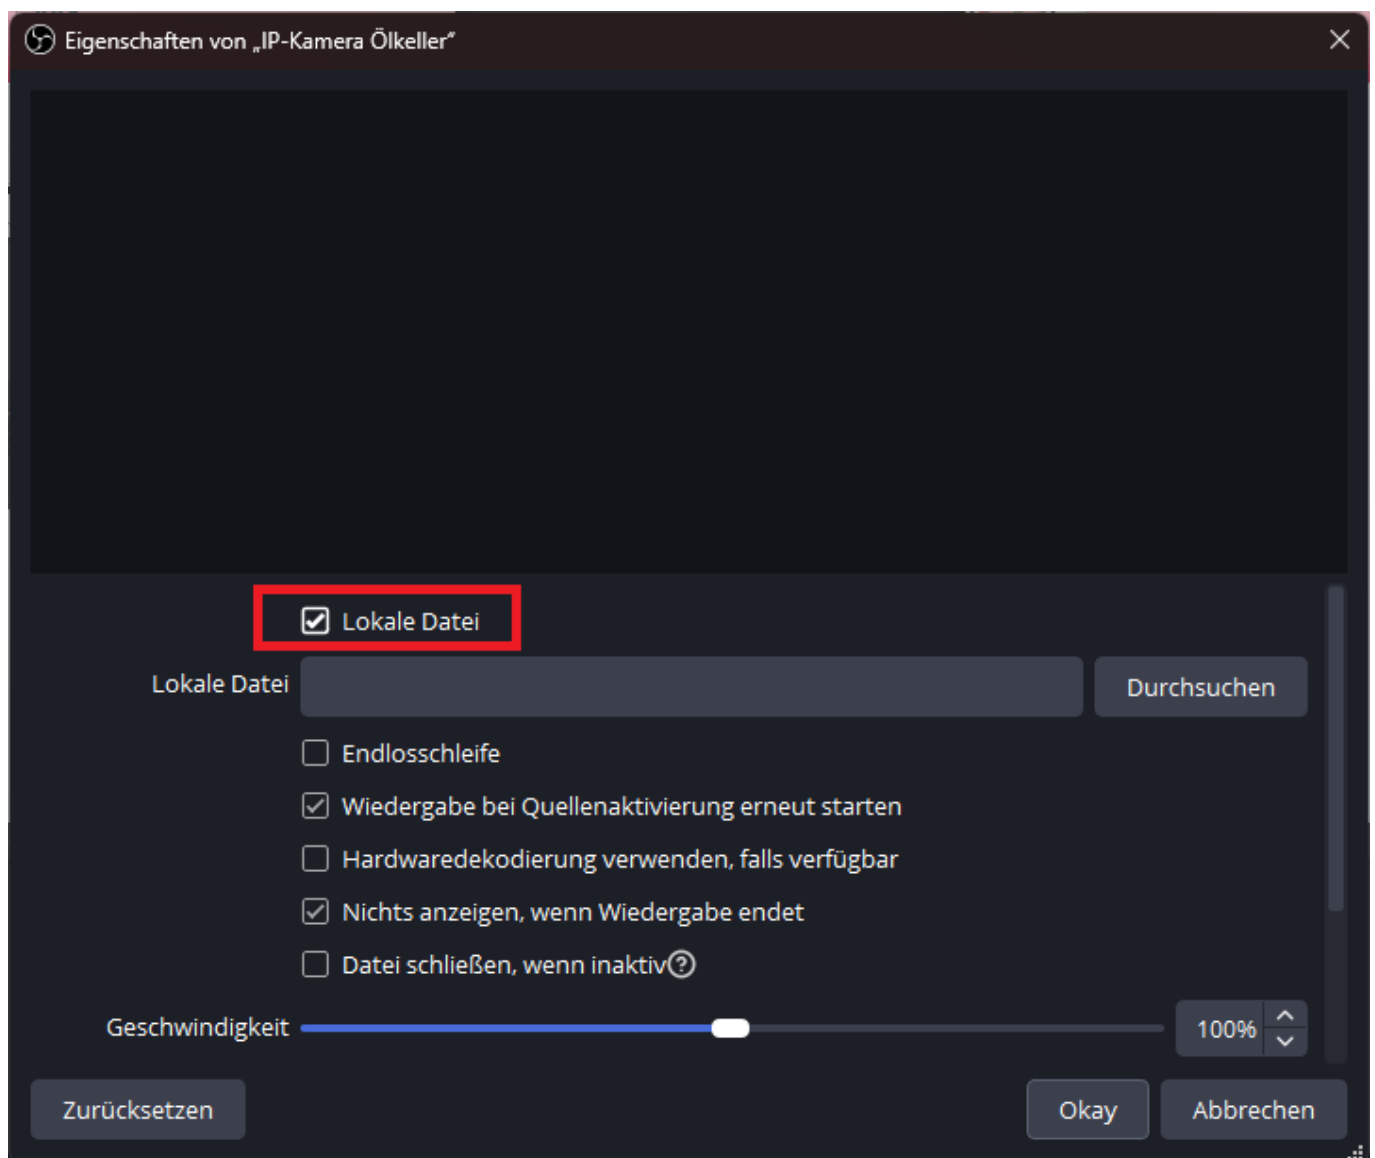 Eigenschaften von „IP-Kamera Ölkeller“
Lokale Datei
Lokale Datei
Durchsuchen
Endlosschleife
Wiedergabe bei Quellenaktivierung erneut starten
Hardwaredekodierung verwenden, falls verfügbar
Nichts anzeigen, wenn Wiedergabe endet
Datei schließen, wenn inaktiv?
Geschwindigkeit 100%
Zurücksetzen Okay Abbrechen